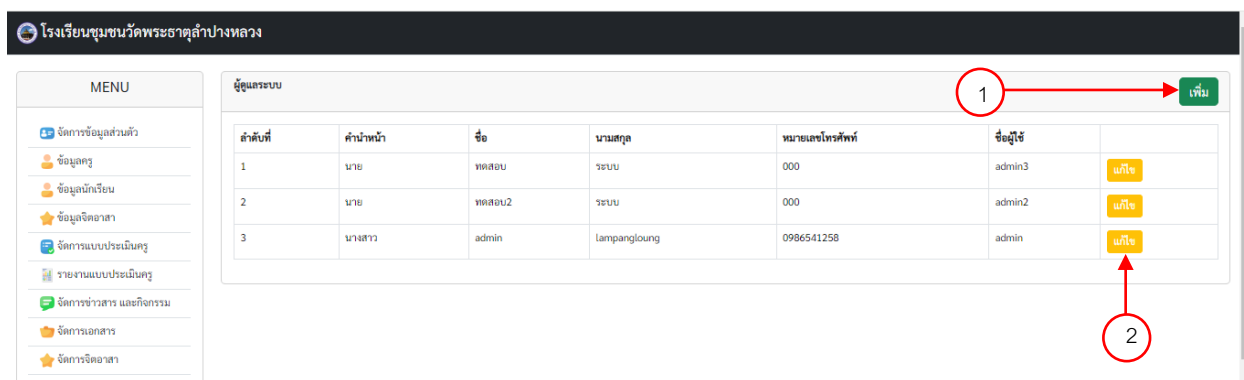 โรงเรียนชุมชนวัดพระธาตุลำปางหลวง
MENU
จัดการข้อมูลส่วนตัว
ข้อมูลครู
ข้อมูลนักเรียน
ข้อมูลจิตอาสา
จัดการแบบประเมินครู
รายงานแบบประเมินครู
จัดการข่าวสาร และกิจกรรม
จัดการเอกสาร
จัดการจิตอาสา
ผู้ดูแลระบบ
1
เพิ่ม
ลำดับที่ คำนำหน้า ชื่อ นามสกุล หมายเลขโทรศัพท์ ชื่อผู้ใช้
1 นาย ทดสอบ ระบบ 000 admin3 แก้ไข
2 นาย ทดสอบ2 ระบบ 000 admin2 แก้ไข
3 นางสาว admin lampangloung 0986541258 admin แก้ไข
2